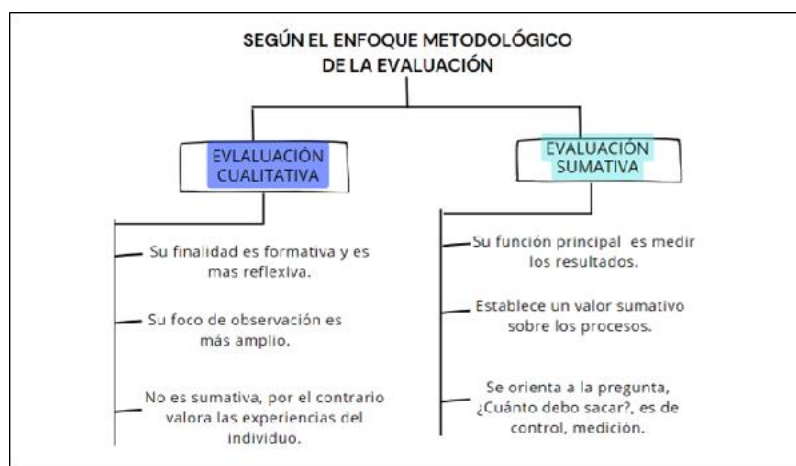 SEGÚN EL ENFOQUE METODOLÓGICO
DE LA EVALUACIÓN
EVLALUACIÓN
CUALITATIVA
Su finalidad es formativa y es
mas reflexiva.
Su foco de observación es
más amplio.
No es sumativa, por el contrario
valora las experiencias del
individuo.
EVALUACIÓN
SUMATIVA
Su función principal es medir
los resultados.
Establece un valor sumativo
sobre los procesos.
Se orienta a la pregunta,
¿Cuánto debo sacar?, es de
control, medición.